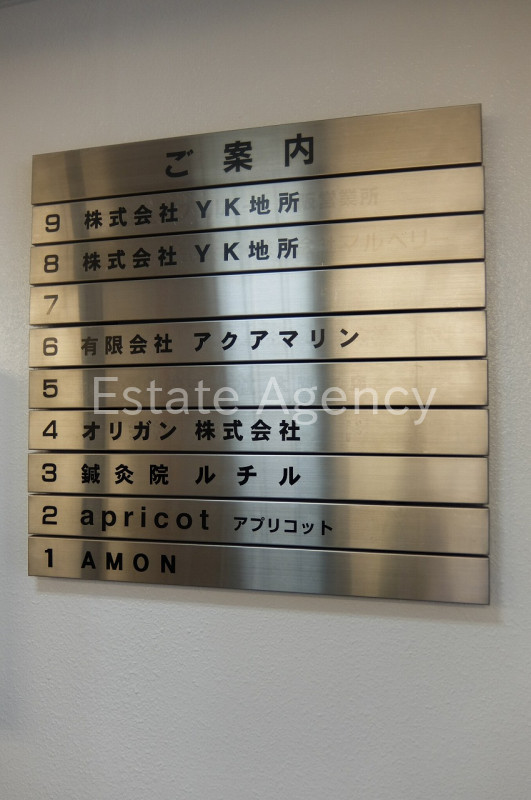 ご案内
9 株式会社 YK地所
8 株式会社 YK地所
7
6 有限会社 アクアマリン
5
Estate Agency
4 オリガン 株式会社
3 鍼灸院 ルチル
2 apricot アプリコット
1 AMON